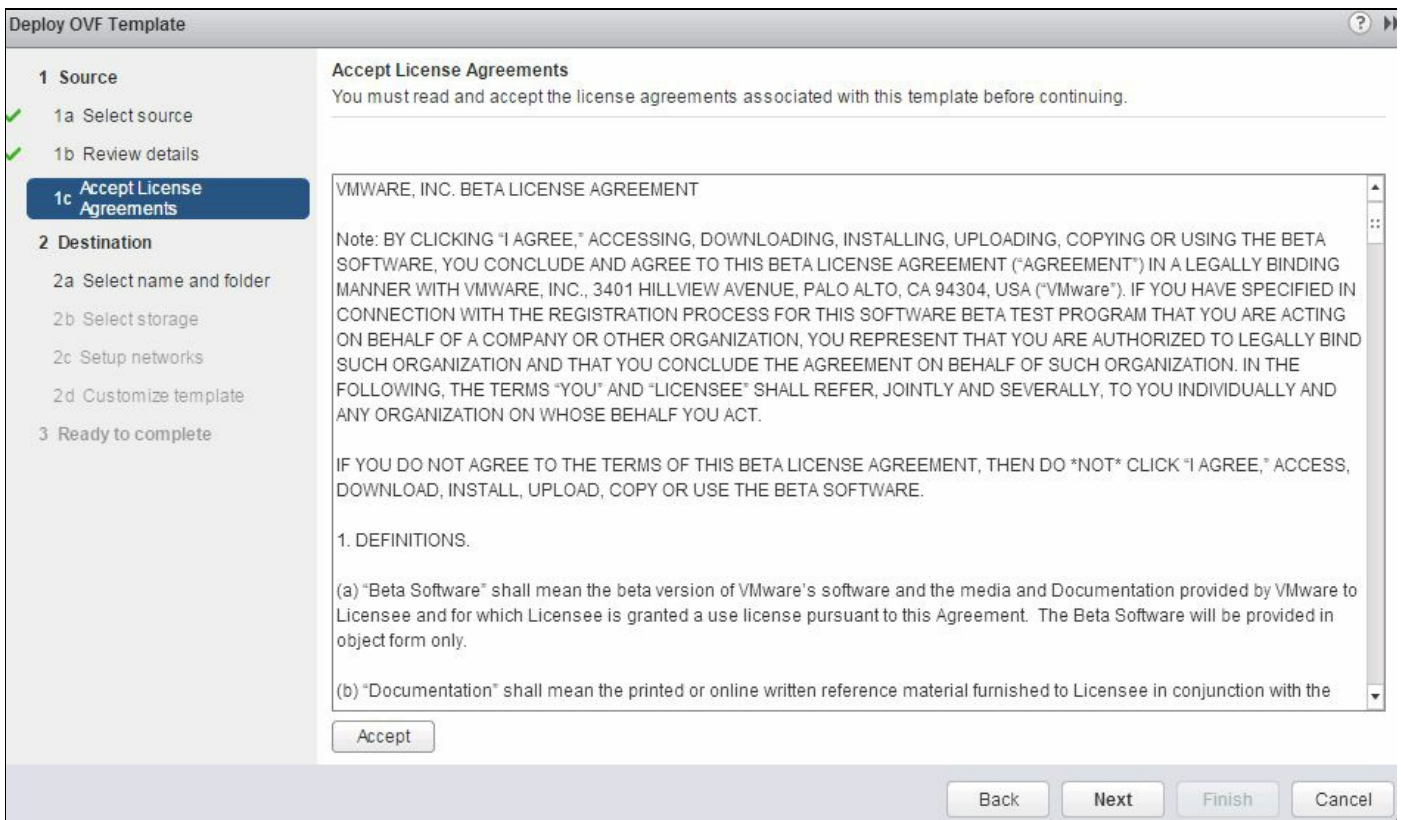 Deploy OVF Template
?
1 Source
1a Select source
1b Review details
1c Accept License
Agreements
2 Destination
2a Select name and folder
2b Select storage
2c Setup networks
2d Customize template
3 Ready to complete
Accept License Agreements
You must read and accept the license agreements associated with this template before continuing.
VMWARE, INC. BETA LICENSE AGREEMENT
Note: BY CLICKING “I AGREE,” ACCESSING, DOWNLOADING, INSTALLING, UPLOADING, COPYING OR USING THE BETA
SOFTWARE, YOU CONCLUDE AND AGREE TO THIS BETA LICENSE AGREEMENT (“AGREEMENT”) IN A LEGALLY BINDING
MANNER WITH VMWARE, INC., 3401 HILLVIEW AVENUE, PALO ALTO, CA 94304, USA (“VMware”). IF YOU HAVE SPECIFIED IN
CONNECTION WITH THE REGISTRATION PROCESS FOR THIS SOFTWARE BETA TEST PROGRAM THAT YOU ARE ACTING
ON BEHALF OF A COMPANY OR OTHER ORGANIZATION, YOU REPRESENT THAT YOU ARE AUTHORIZED TO LEGALLY BIND
SUCH ORGANIZATION AND THAT YOU CONCLUDE THE AGREEMENT ON BEHALF OF SUCH ORGANIZATION. IN THE
FOLLOWING, THE TERMS “YOU” AND “LICENSEE” SHALL REFER, JOINTLY AND SEVERALLY, TO YOU INDIVIDUALLY AND
ANY ORGANIZATION ON WHOSE BEHALF YOU ACT.
IF YOU DO NOT AGREE TO THE TERMS OF THIS BETA LICENSE AGREEMENT, THEN DO *NOT* CLICK “I AGREE,” ACCESS,
DOWNLOAD, INSTALL, UPLOAD, COPY OR USE THE BETA SOFTWARE.
1. DEFINITIONS.
(a) “Beta Software” shall mean the beta version of VMware’s software and the media and Documentation provided by VMware to
Licensee and for which Licensee is granted a use license pursuant to this Agreement. The Beta Software will be provided in
object form only.
(b) “Documentation” shall mean the printed or online written reference material furnished to Licensee in conjunction with the
Accept
Back
Next
Finish
Cancel